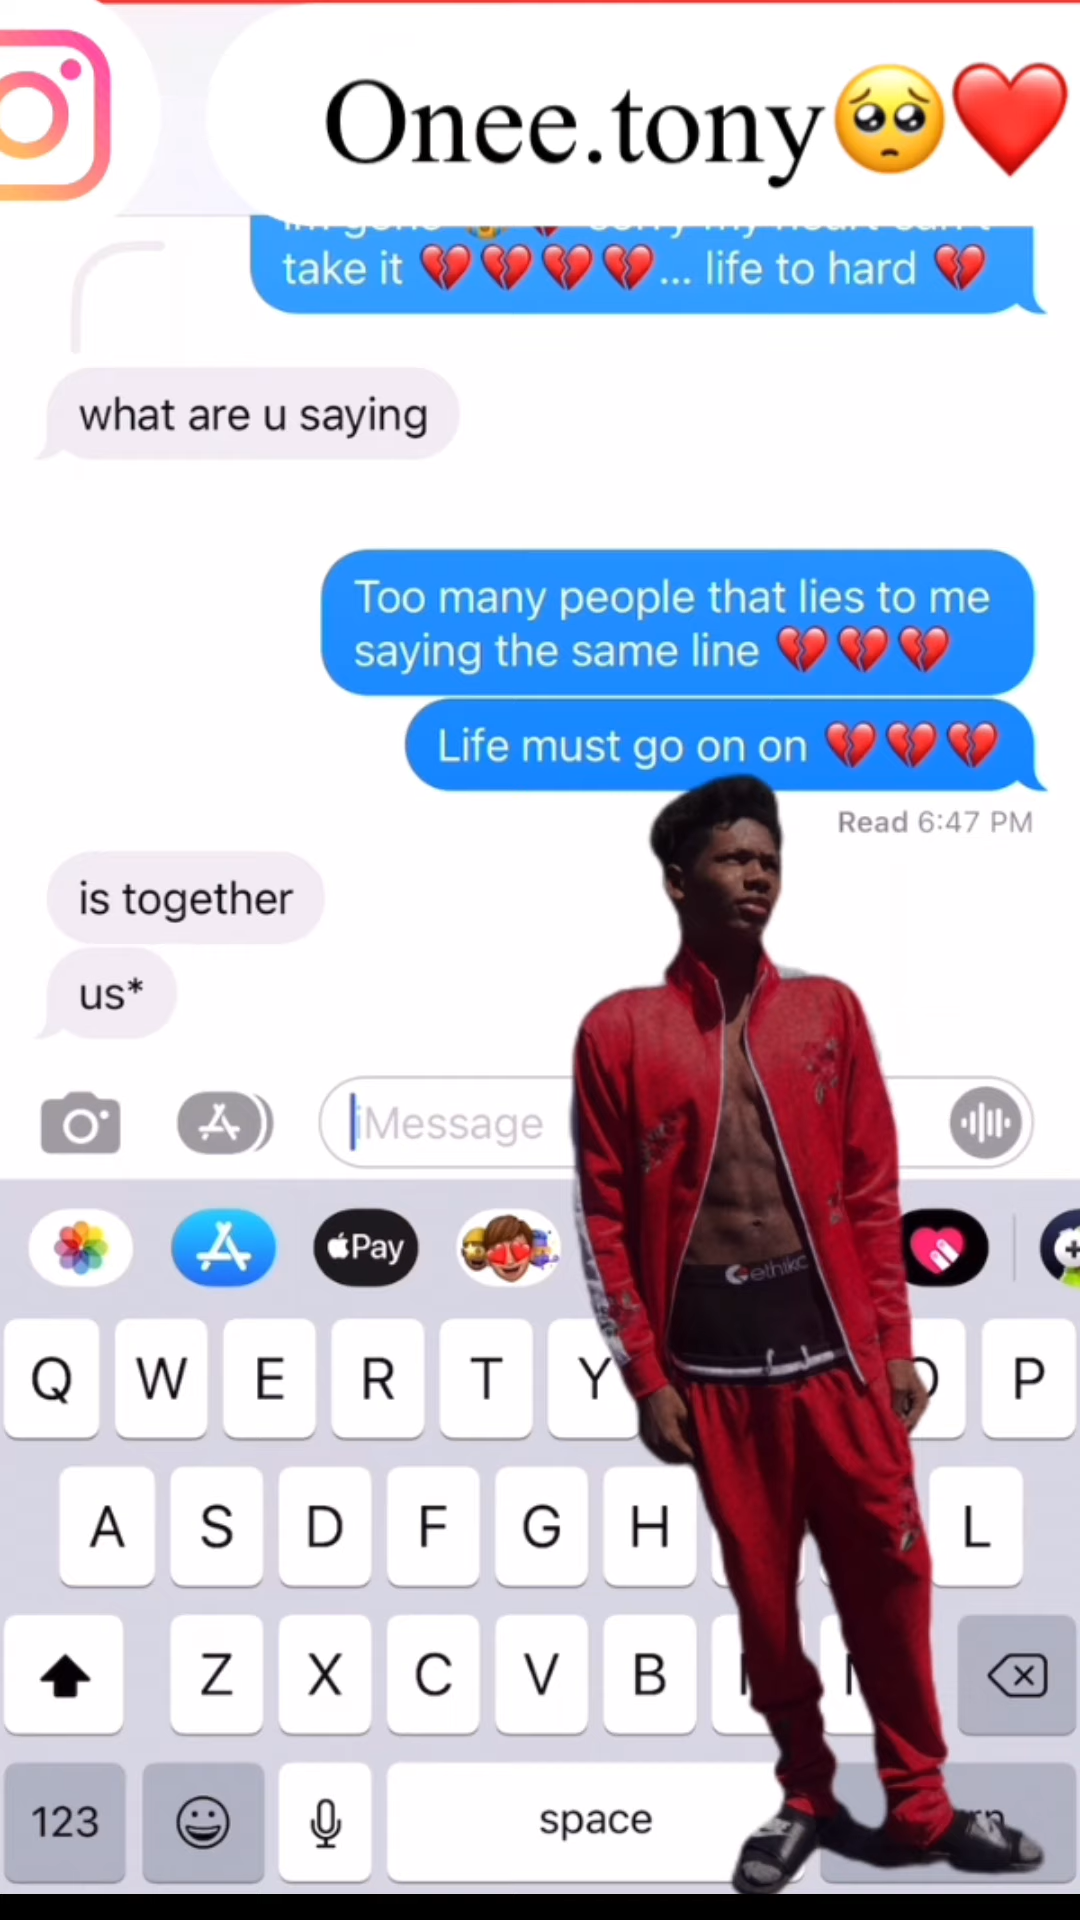 Onee.tony🥺❤️
take it 💔💔💔💔... life to hard 💔
what are u saying
Too many people that lies to me
saying the same line 💔💔💔
Life must go on on 💔💔💔
Read 6:47 PM
is together
us*
iMessage
Pay
ethika
Q W E R T Y O P
A S D F G H L
Z X C V B N M
123 space